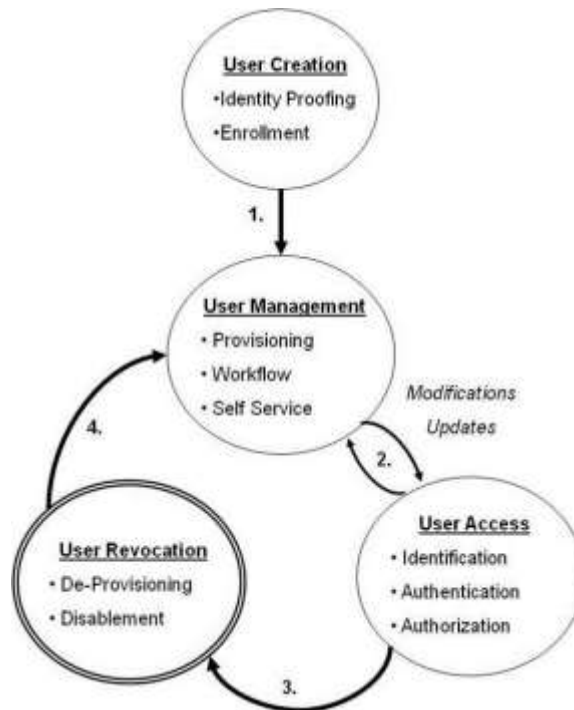 User Creation
•Identity Proofing
•Enrollment
1.
User Management
• Provisioning
• Workflow
• Self Service
Modifications
Updates
2.
4.
User Access
• Identification
• Authentication
• Authorization
User Revocation
• De-Provisioning
• Disablement
3.